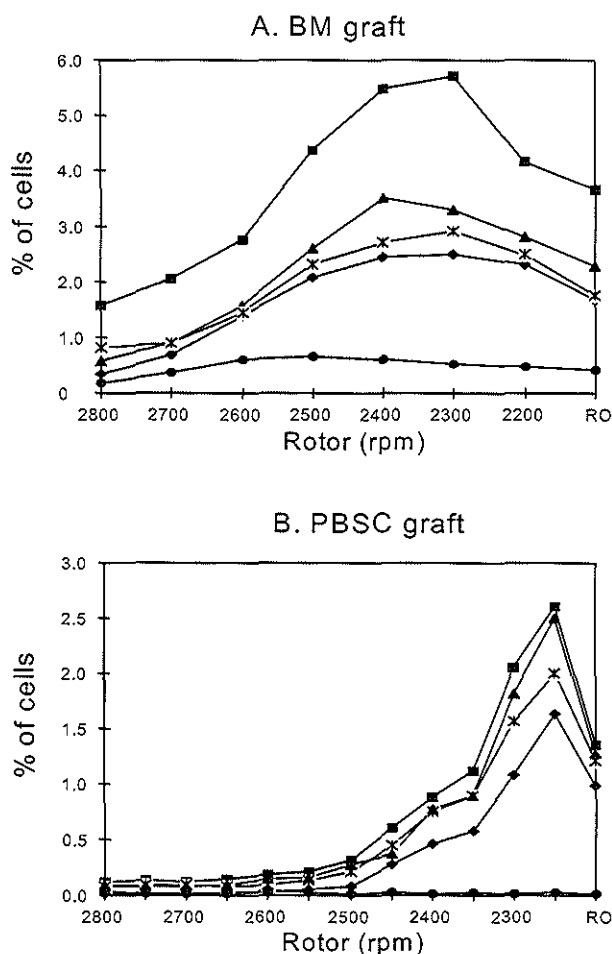 A. BM graft
6.0
5.0
4.0
3.0
2.0
1.0
0
% of cells
2800 2700 2600 2500 2400 2300 2200 RO
Rotor (rpm)
B. PBSC graft
3.0
2.5
2.0
1.5
1.0
0.5
0.0
% of cells
2800 2700 2600 2500 2400 2300 RO
Rotor (rpm)